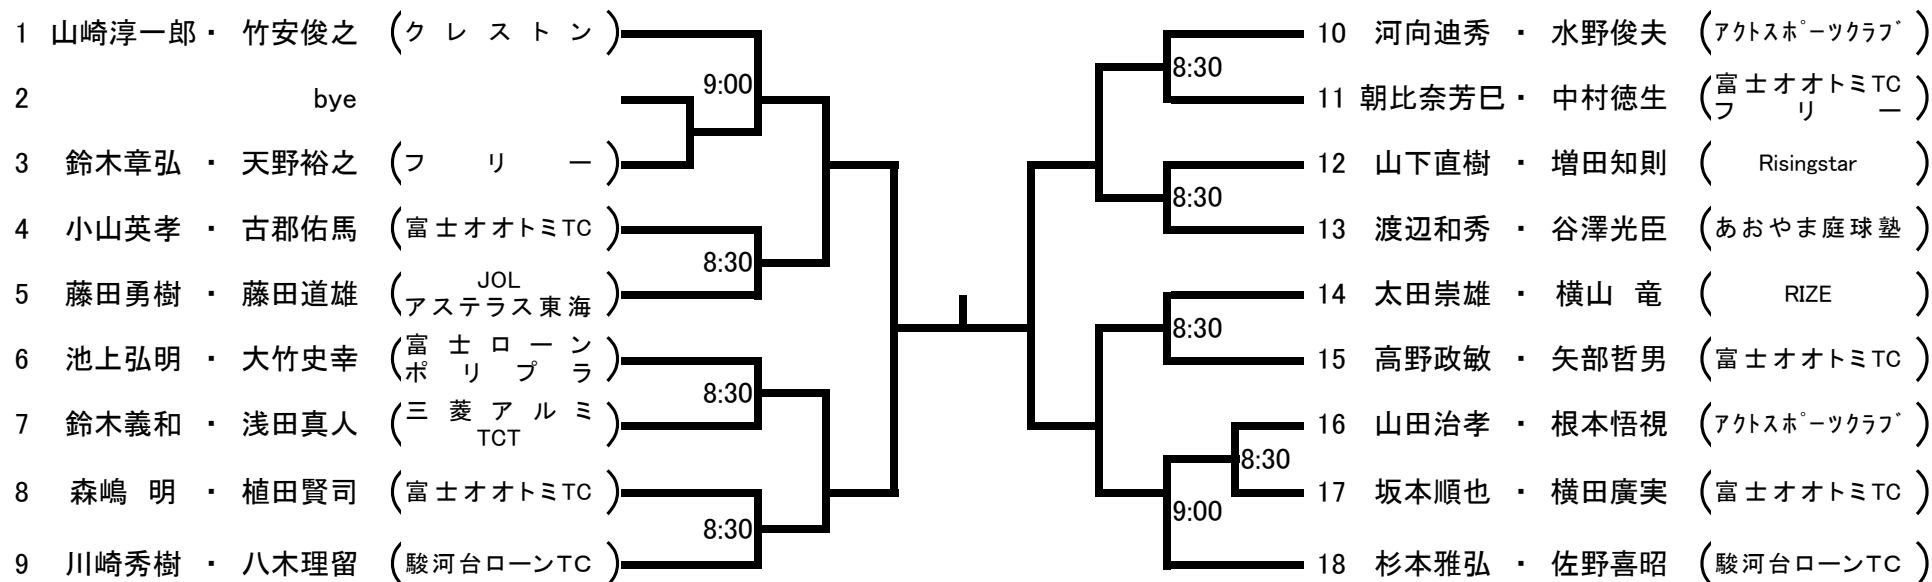 1 山崎淳一郎・ 竹安俊之 (クレストン)
9:00
2 bye
3 鈴木章弘 ・ 天野裕之 (フリー)
4 小山英孝 ・ 古郡佑馬 (富士オオトミTC)
8:30
5 藤田勇樹 ・ 藤田道雄 (JOL
アステラス東海)
6 池上弘明 ・ 大竹史幸 (富士ローン
ポリプラ)
8:30
7 鈴木義和 ・ 浅田真人 (三菱アルミ
TCT)
8 森嶋 明 ・ 植田賢司 (富士オオトミTC)
8:30
9 川崎秀樹 ・ 八木理留 (駿河台ローンTC)
10 河向迪秀 ・ 水野俊夫 (アクトスポーツクラブ)
8:30
11 朝比奈芳巳・ 中村徳生 (富士オオトミTC
フリー)
12 山下直樹 ・ 増田知則 (Risingstar)
8:30
13 渡辺和秀 ・ 谷澤光臣 (あおやま庭球塾)
14 太田崇雄 ・ 横山 竜 (RIZE)
8:30
15 高野政敏 ・ 矢部哲男 (富士オオトミTC)
16 山田治孝 ・ 根本悟視 (アクトスポーツクラブ)
8:30
17 坂本順也 ・ 横田廣実 (富士オオトミTC)
9:00
18 杉本雅弘 ・ 佐野喜昭 (駿河台ローンTC)